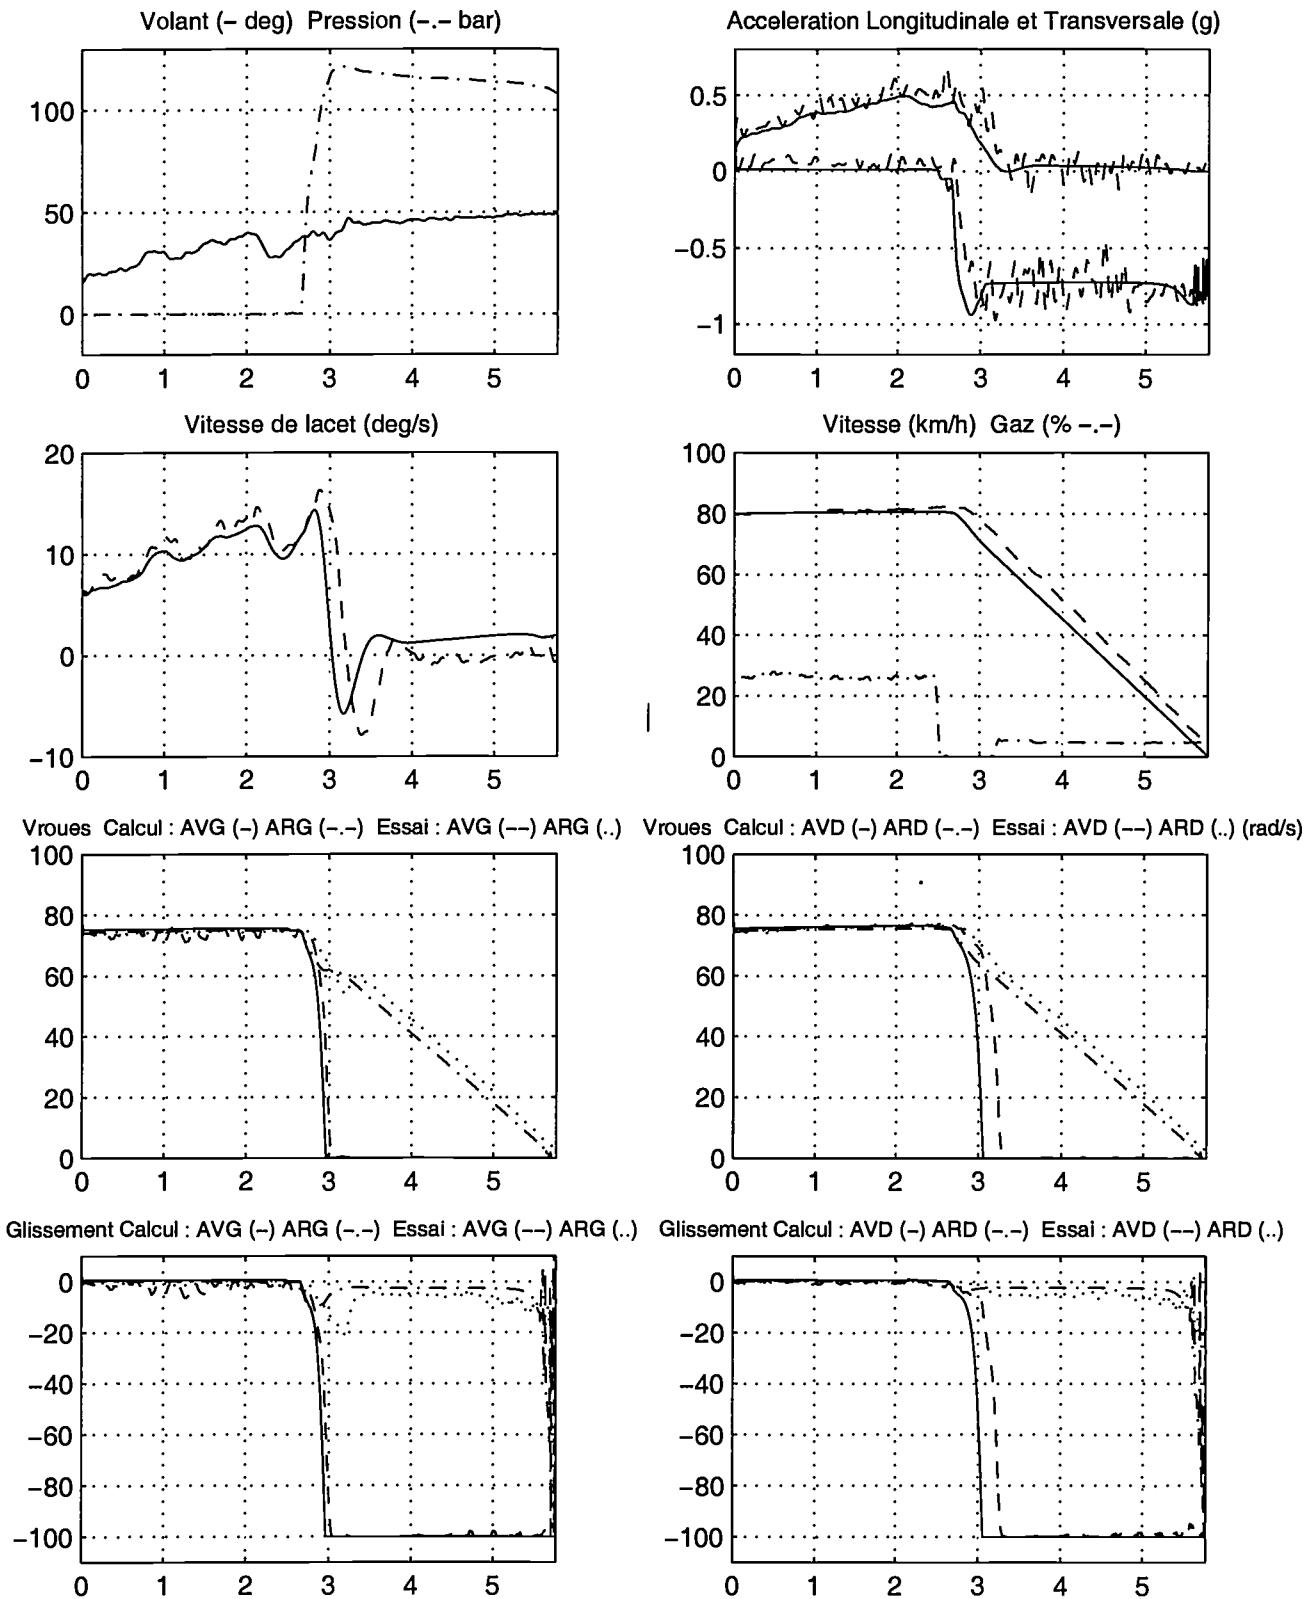 Volant (− deg)  Pression (−.− bar)
100
50
0
0 1 2 3 4 5
Acceleration Longitudinale et Transversale (g)
0.5
0
−0.5
−1
0 1 2 3 4 5
Vitesse de lacet (deg/s)
20
10
0
−10
0 1 2 3 4 5
Vitesse (km/h)  Gaz (% −.−)
100
80
60
40
20
0
0 1 2 3 4 5
Vroues  Calcul : AVG (−) ARG (−.−)  Essai : AVG (−−) ARG (..)
100
80
60
40
20
0
0 1 2 3 4 5
Vroues  Calcul : AVD (−) ARD (−.−)  Essai : AVD (−−) ARD (..) (rad/s)
100
80
60
40
20
0
0 1 2 3 4 5
Glissement Calcul : AVG (−) ARG (−.−)  Essai : AVG (−−) ARG (..)
0
−20
−40
−60
−80
−100
0 1 2 3 4 5
Glissement Calcul : AVD (−) ARD (−.−)  Essai : AVD (−−) ARD (..)
0
−20
−40
−60
−80
−100
0 1 2 3 4 5